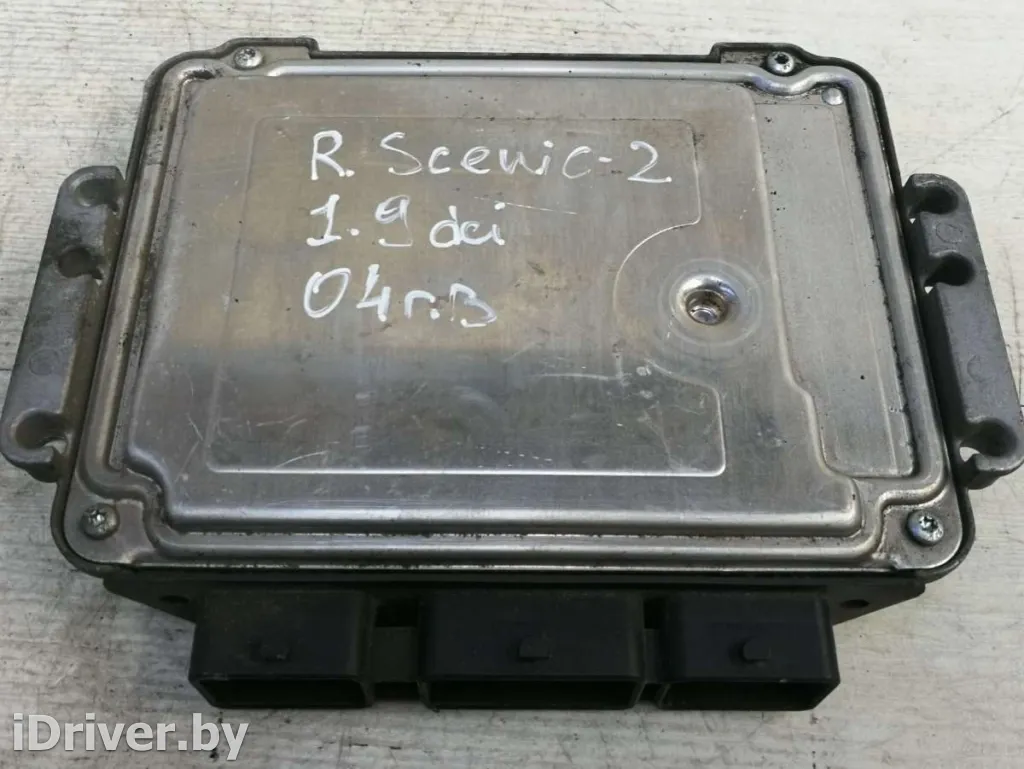 R. Scenic-2
1.9 dci
04г.в
iDriver.by